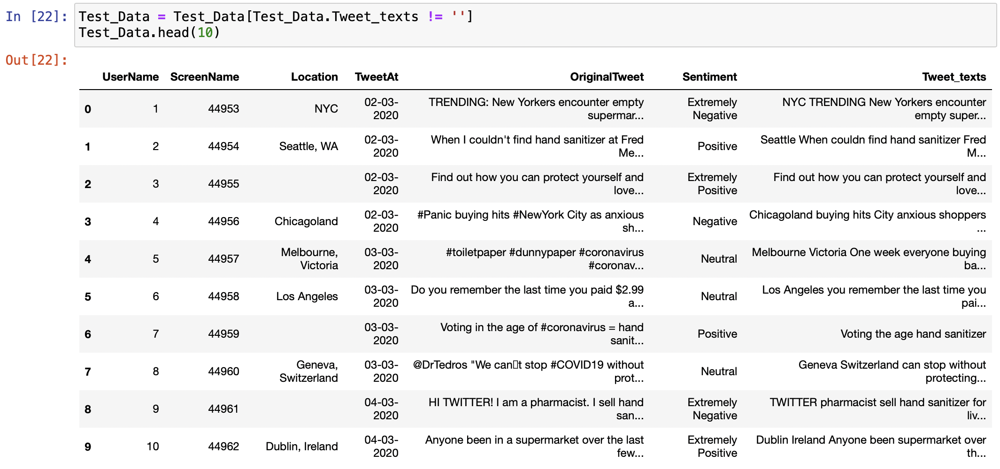 In [22]: Test_Data = Test_Data[Test_Data.Tweet_texts != '']
Test_Data.head(10)
Out[22]:
UserName ScreenName Location TweetAt OriginalTweet Sentiment Tweet_texts
0 1 44953 NYC 02-03-2020 TRENDING: New Yorkers encounter empty supermar... Extremely Negative NYC TRENDING New Yorkers encounter empty super...
1 2 44954 Seattle, WA 02-03-2020 When I couldn't find hand sanitizer at Fred Me... Positive Seattle When couldn find hand sanitizer Fred M...
2 3 44955 02-03-2020 Find out how you can protect yourself and love... Extremely Positive Find out how you can protect yourself and love...
3 4 44956 Chicagoland 02-03-2020 #Panic buying hits #NewYork City as anxious sh... Negative Chicagoland buying hits City anxious shoppers ...
4 5 44957 Melbourne, Victoria 03-03-2020 #toiletpaper #dunnypaper #coronavirus #coronav... Neutral Melbourne Victoria One week everyone buying ba...
5 6 44958 Los Angeles 03-03-2020 Do you remember the last time you paid $2.99 a... Neutral Los Angeles you remember the last time you pai...
6 7 44959 03-03-2020 Voting in the age of #coronavirus = hand sanit... Positive Voting the age hand sanitizer
7 8 44960 Geneva, Switzerland 03-03-2020 @DrTedros "We can▯t stop #COVID19 without prot... Neutral Geneva Switzerland can stop without protecting...
8 9 44961 04-03-2020 HI TWITTER! I am a pharmacist. I sell hand san... Extremely Negative TWITTER pharmacist sell hand sanitizer for liv...
9 10 44962 Dublin, Ireland 04-03-2020 Anyone been in a supermarket over the last few... Extremely Positive Dublin Ireland Anyone been supermarket over th...